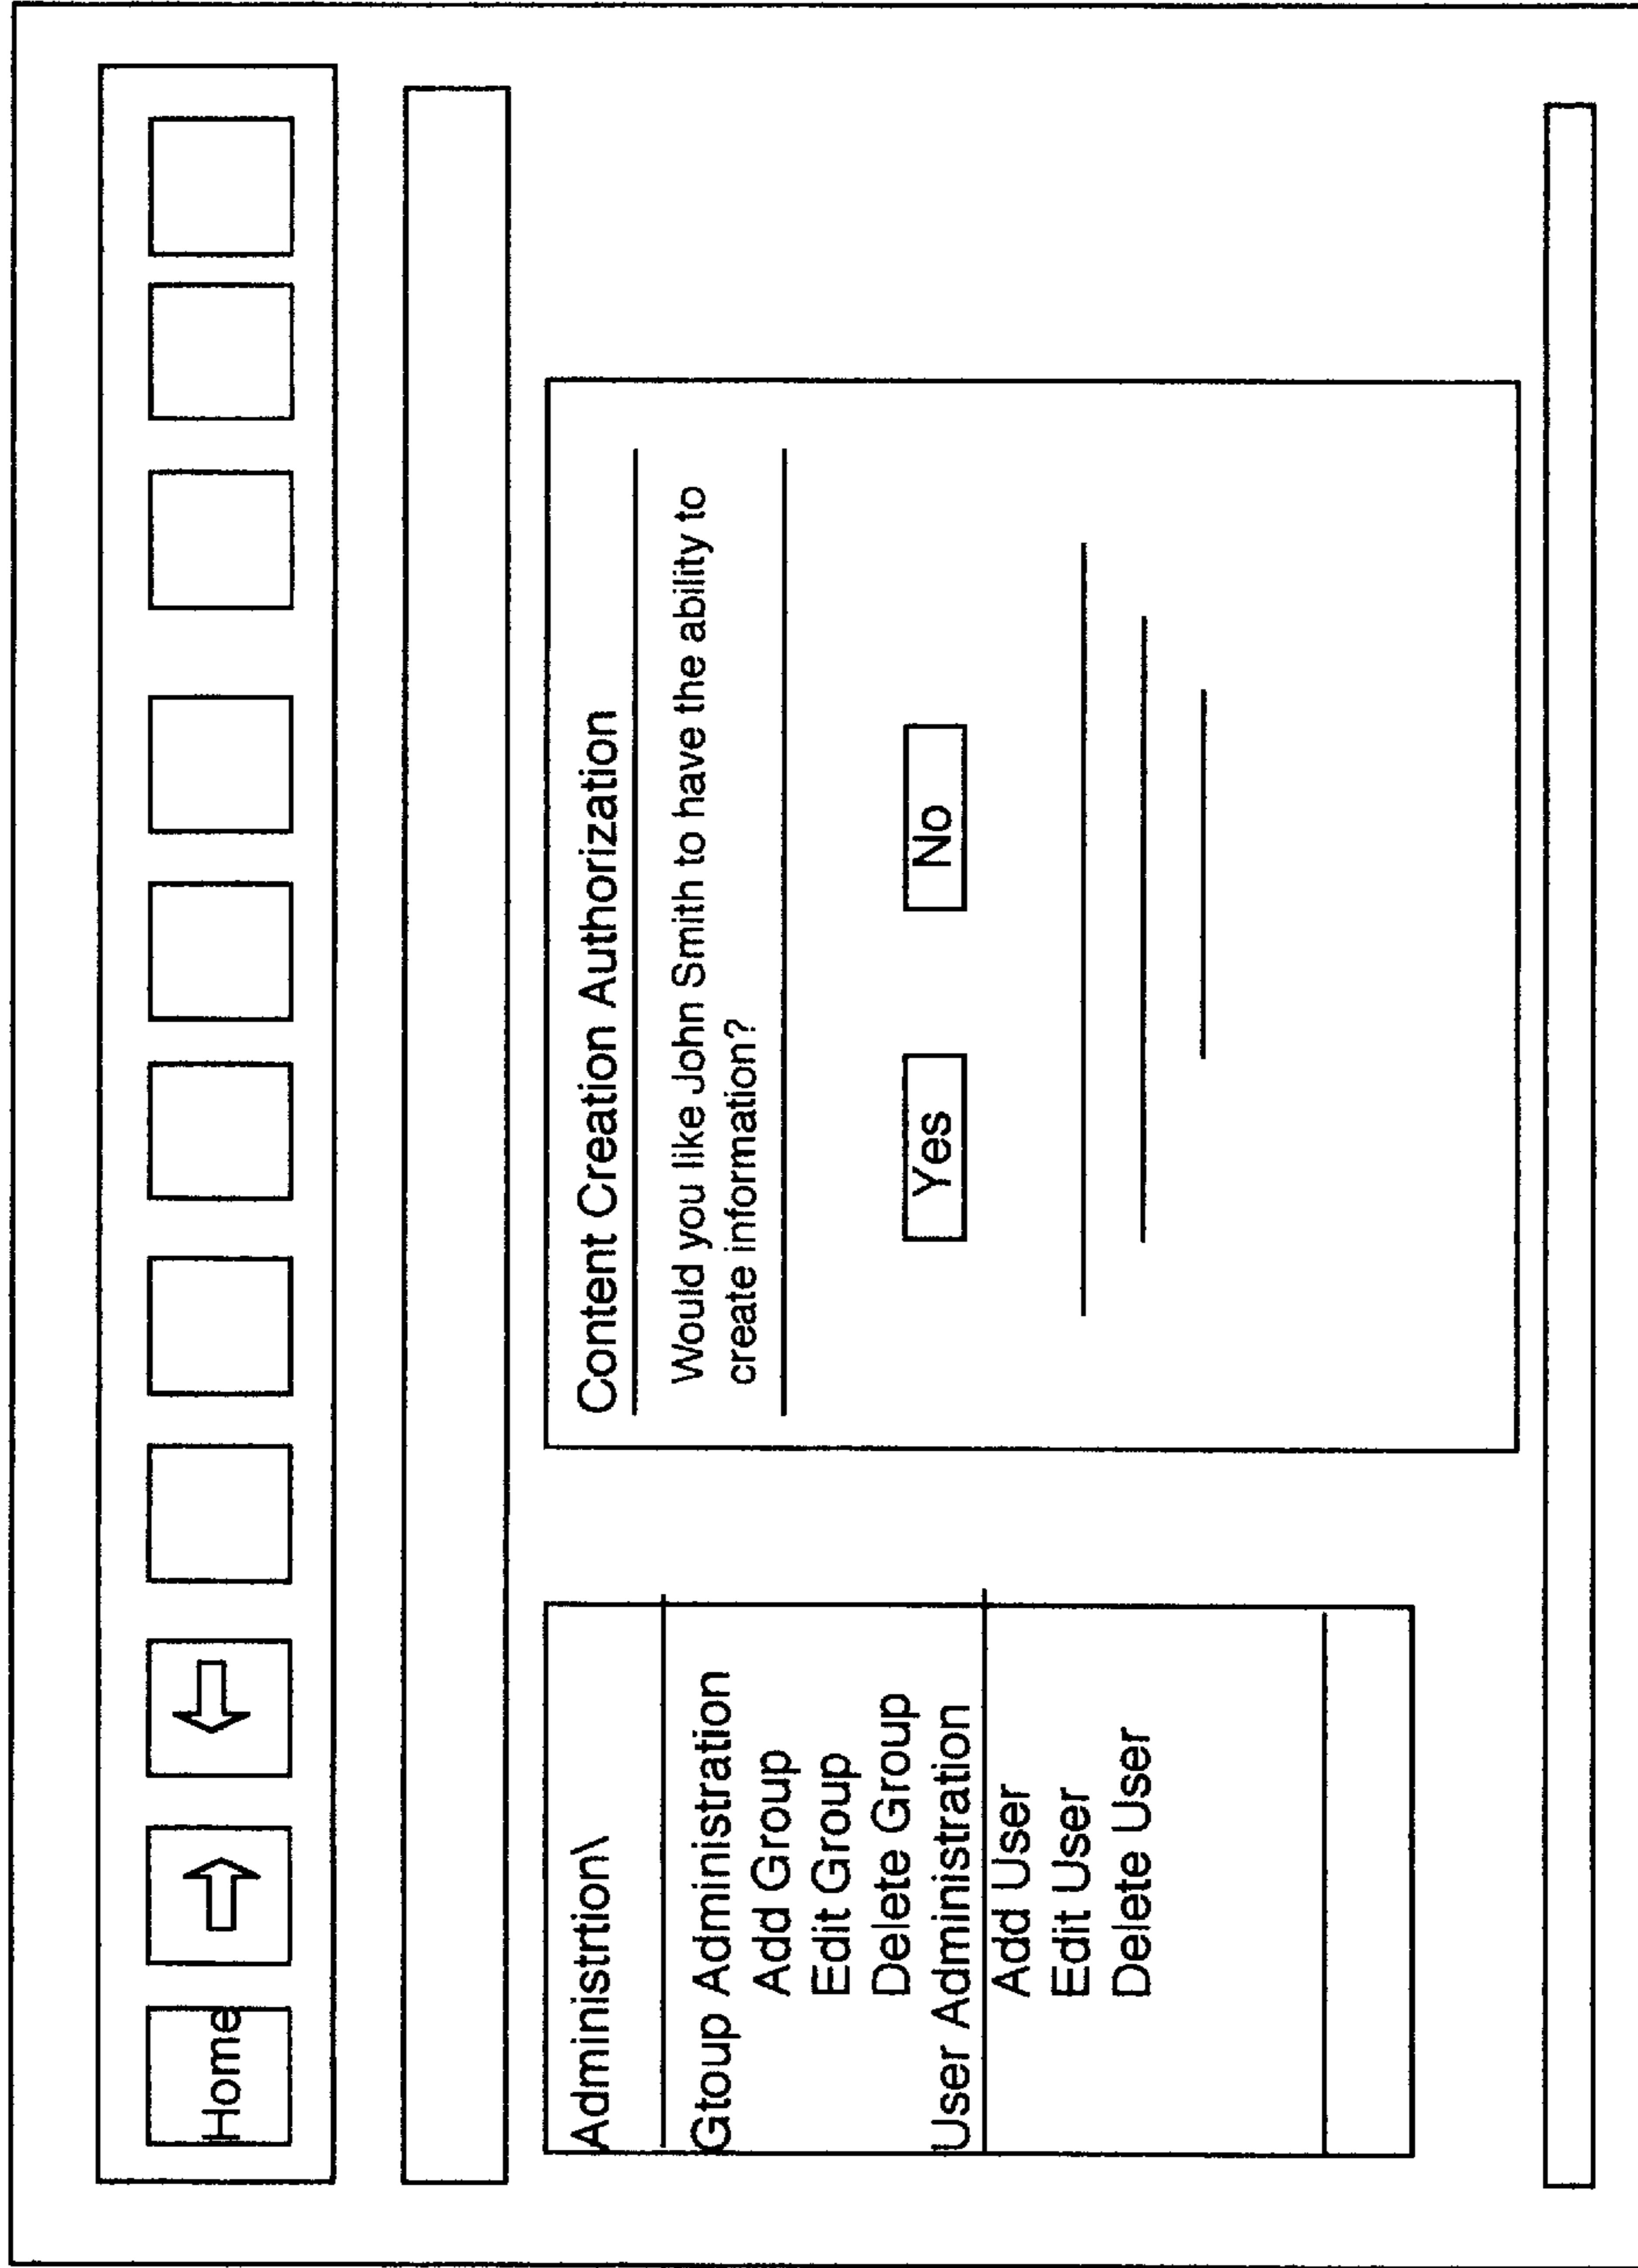 Home
Administrtion\
Gtoup Administration
Add Group
Edit Group
Delete Group
User Administration
Add User
Edit User
Delete User
Content Creation Authorization
Would you like John Smith to have the ability to
create information?
Yes
No